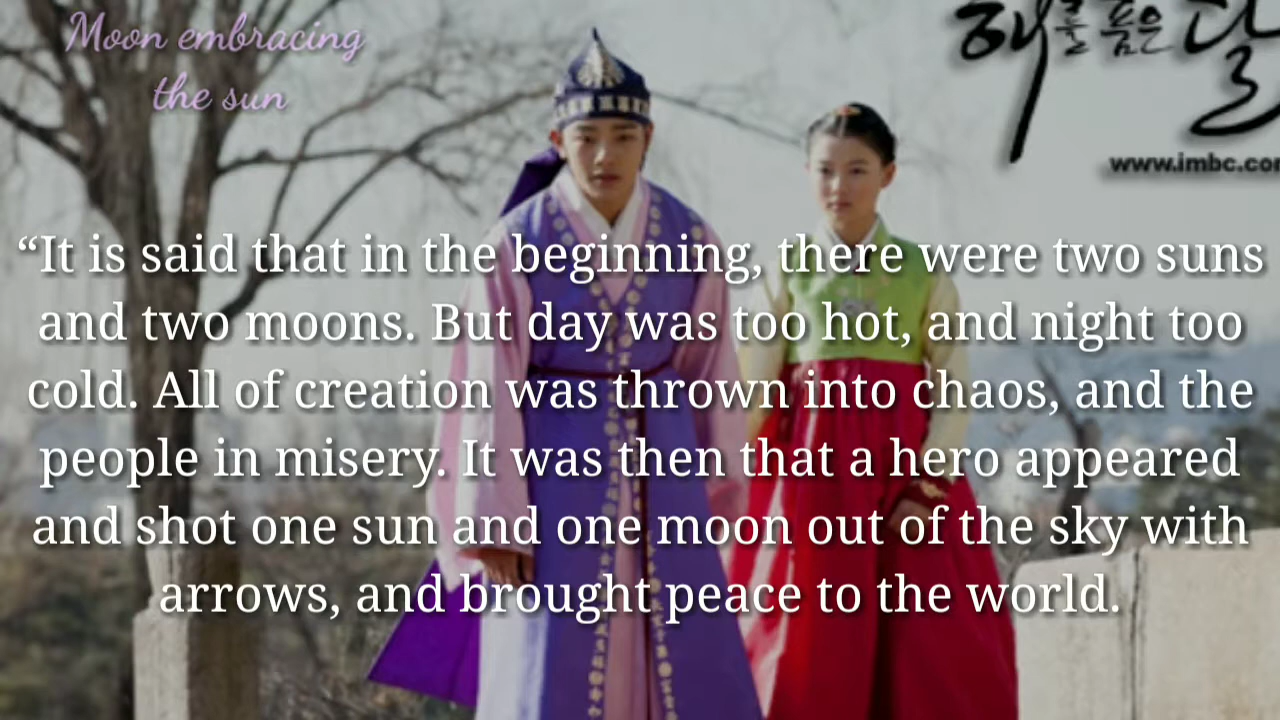 Moon embracing
the sun
해를 품은 달
www.imbc.co
“It is said that in the beginning, there were two suns
and two moons. But day was too hot, and night too
cold. All of creation was thrown into chaos, and the
people in misery. It was then that a hero appeared
and shot one sun and one moon out of the sky with
arrows, and brought peace to the world.